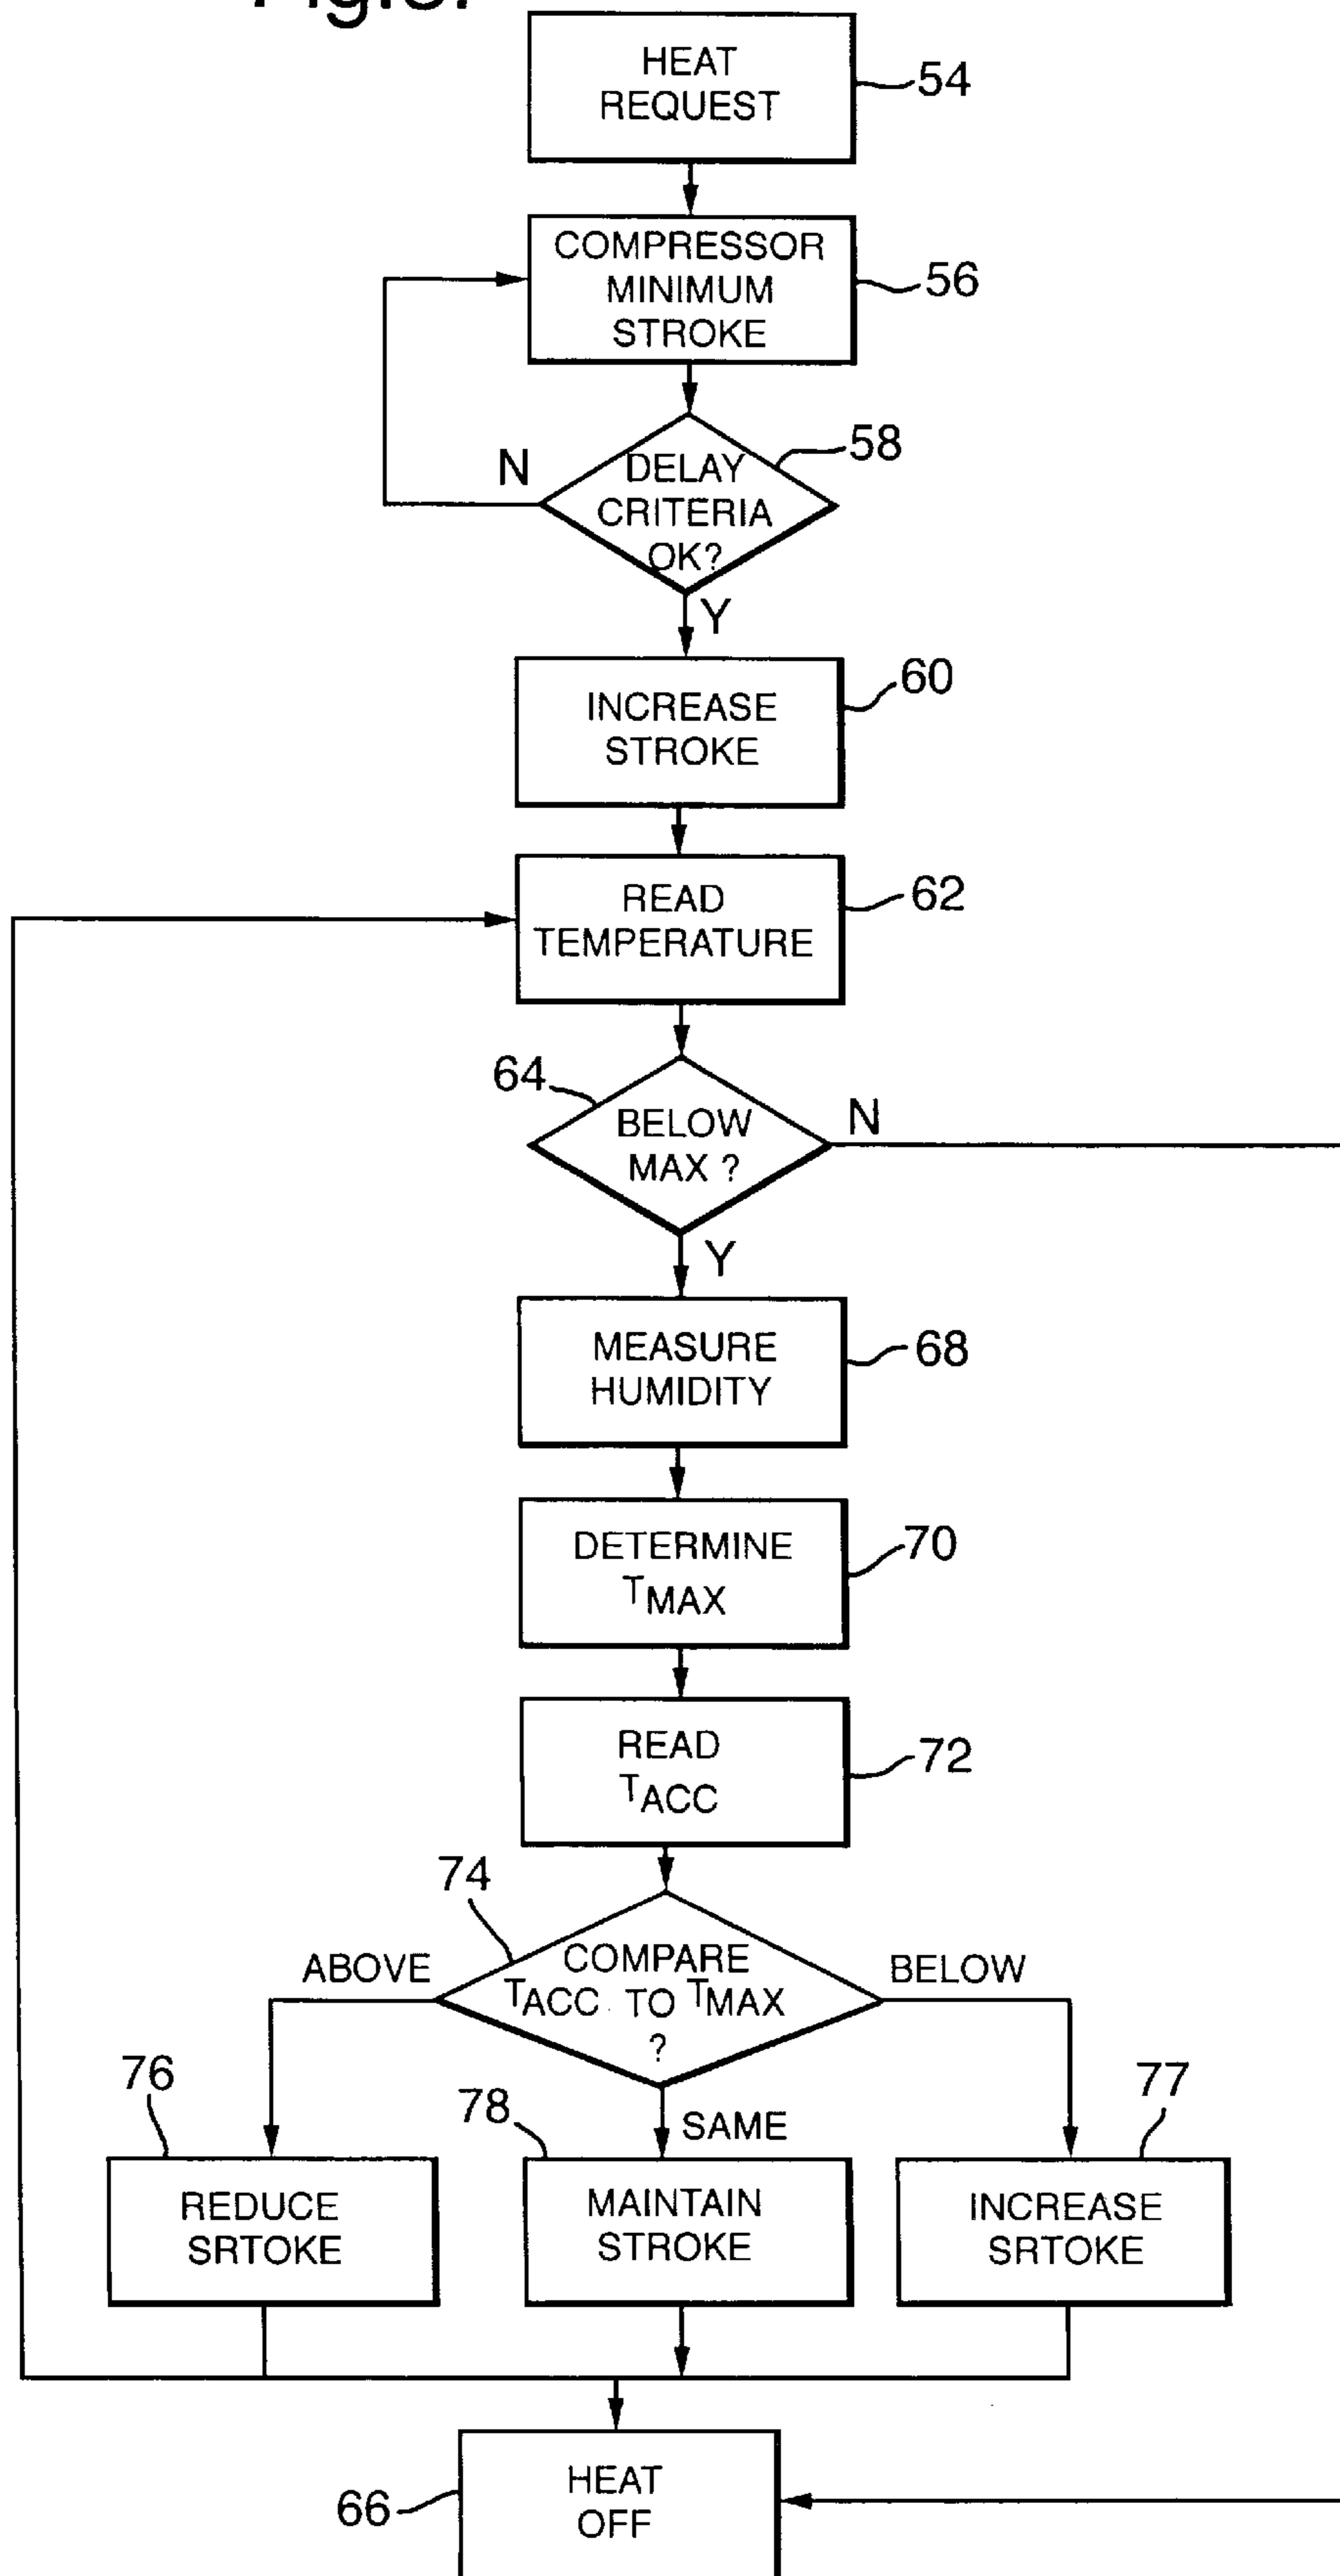 HEAT
REQUEST
54
COMPRESSOR
MINIMUM
STROKE
56
DELAY
CRITERIA
OK?
58
N
Y
INCREASE
STROKE
60
READ
TEMPERATURE
62
64
BELOW
MAX ?
N
Y
MEASURE
HUMIDITY
68
DETERMINE
TMAX
70
READ
TACC
72
74
COMPARE
TACC TO TMAX
?
ABOVE
BELOW
SAME
76
REDUCE
SRTOKE
78
MAINTAIN
STROKE
77
INCREASE
SRTOKE
HEAT
OFF
66